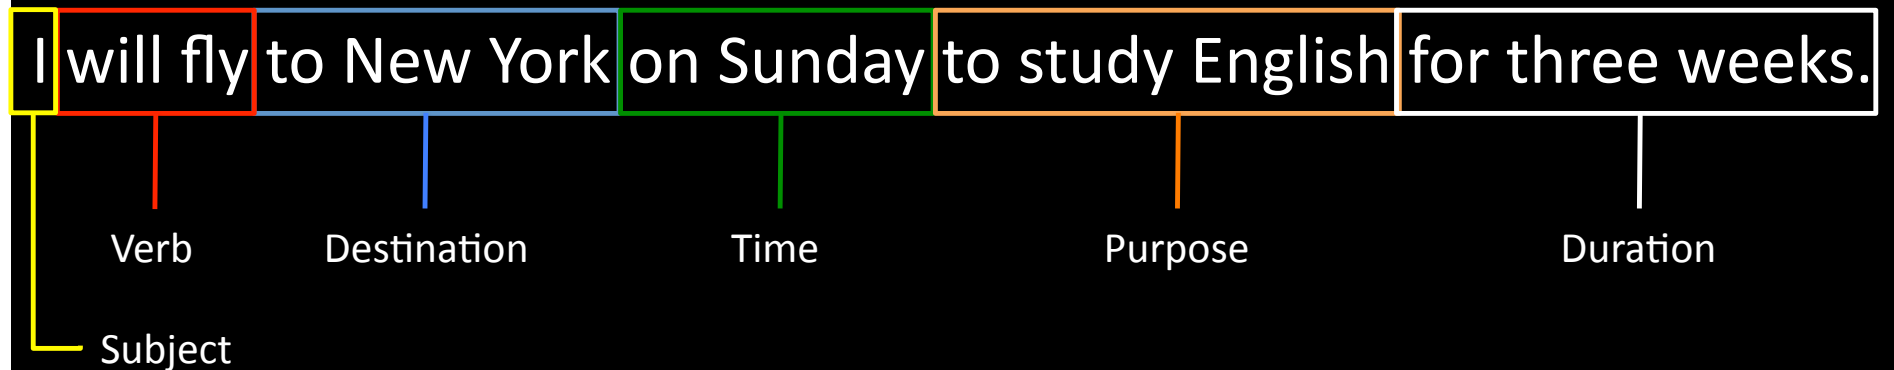 I will fly to New York on Sunday to study English for three weeks.
Verb Destination Time Purpose Duration
Subject